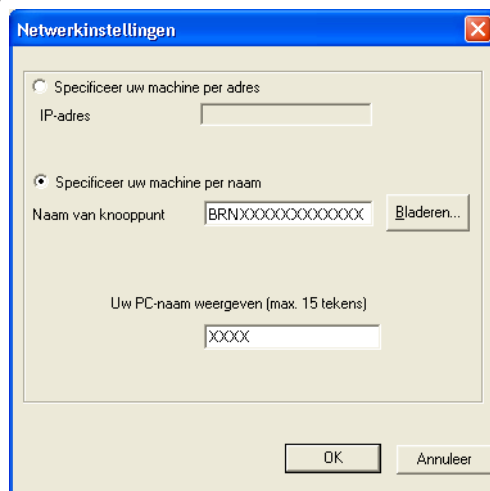 Netwerkinstellingen
Specificeer uw machine per adres
IP-adres
Specificeer uw machine per naam
Naam van knooppunt BRNXXXXXXXXXXXX Bladeren...
Uw PC-naam weergeven (max. 15 tekens)
XXXX
OK Annuleer